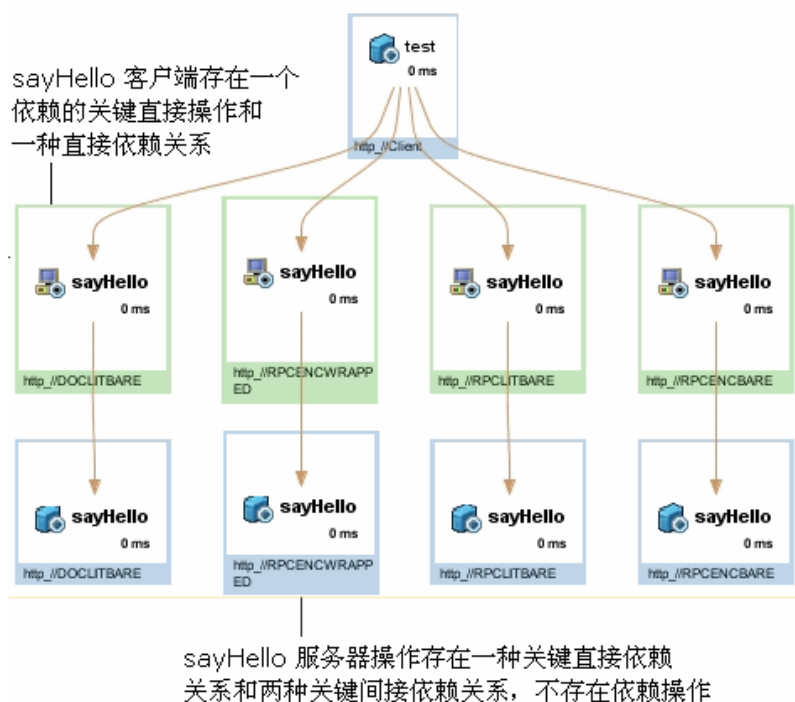 test
0 ms
http_//Client
sayHello 客户端存在一个
依赖的关键直接操作和
一种直接依赖关系
sayHello
0 ms
http_//DOCLITBARE
sayHello
0 ms
http_//RPCENCWRAPP
ED
sayHello
0 ms
http_//RPCLITBARE
sayHello
0 ms
http_//RPCENCBARE
sayHello
0 ms
http_//DOCLITBARE
sayHello
0 ms
http_//RPCENCWRAPP
ED
sayHello
0 ms
http_//RPCLITBARE
sayHello
0 ms
http_//RPCENCBARE
sayHello 服务器操作存在一种关键直接依赖
关系和两种关键间接依赖关系，不存在依赖操作